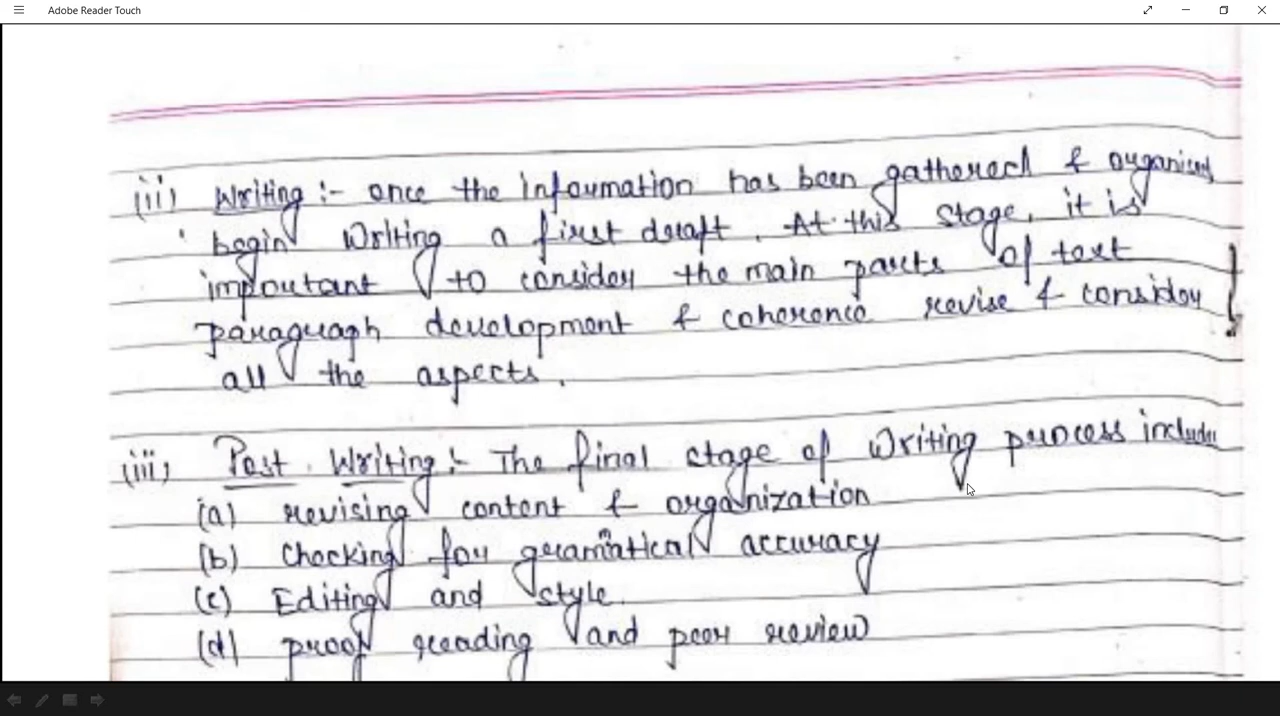 Adobe Reader Touch
(ii) Writing :- once the information has been gathered & organised
begin writing a first draft. At this stage, it is
important to consider the main parts of text
paragraph development & coherence revise & consider
all the aspects.
(iii) Post Writing :- The final stage of writing process includes
(a) revising content & organization
(b) Checking for gramatical accuracy
(c) Editing and style.
(d) proof reading and peer review